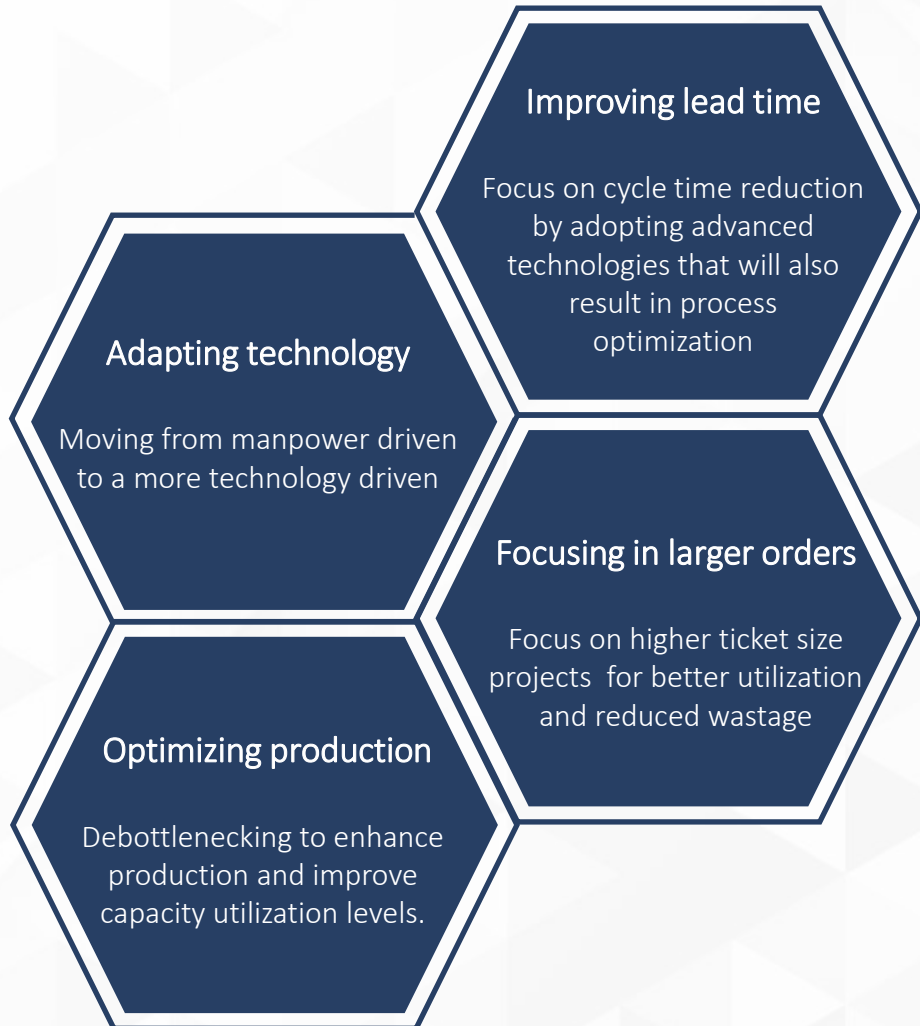 Improving lead time
Focus on cycle time reduction
by adopting advanced
technologies that will also
result in process
optimization
Adapting technology
Moving from manpower driven
to a more technology driven
Focusing in larger orders
Focus on higher ticket size
projects  for better utilization
and reduced wastage
Optimizing production
Debottlenecking to enhance
production and improve
capacity utilization levels.